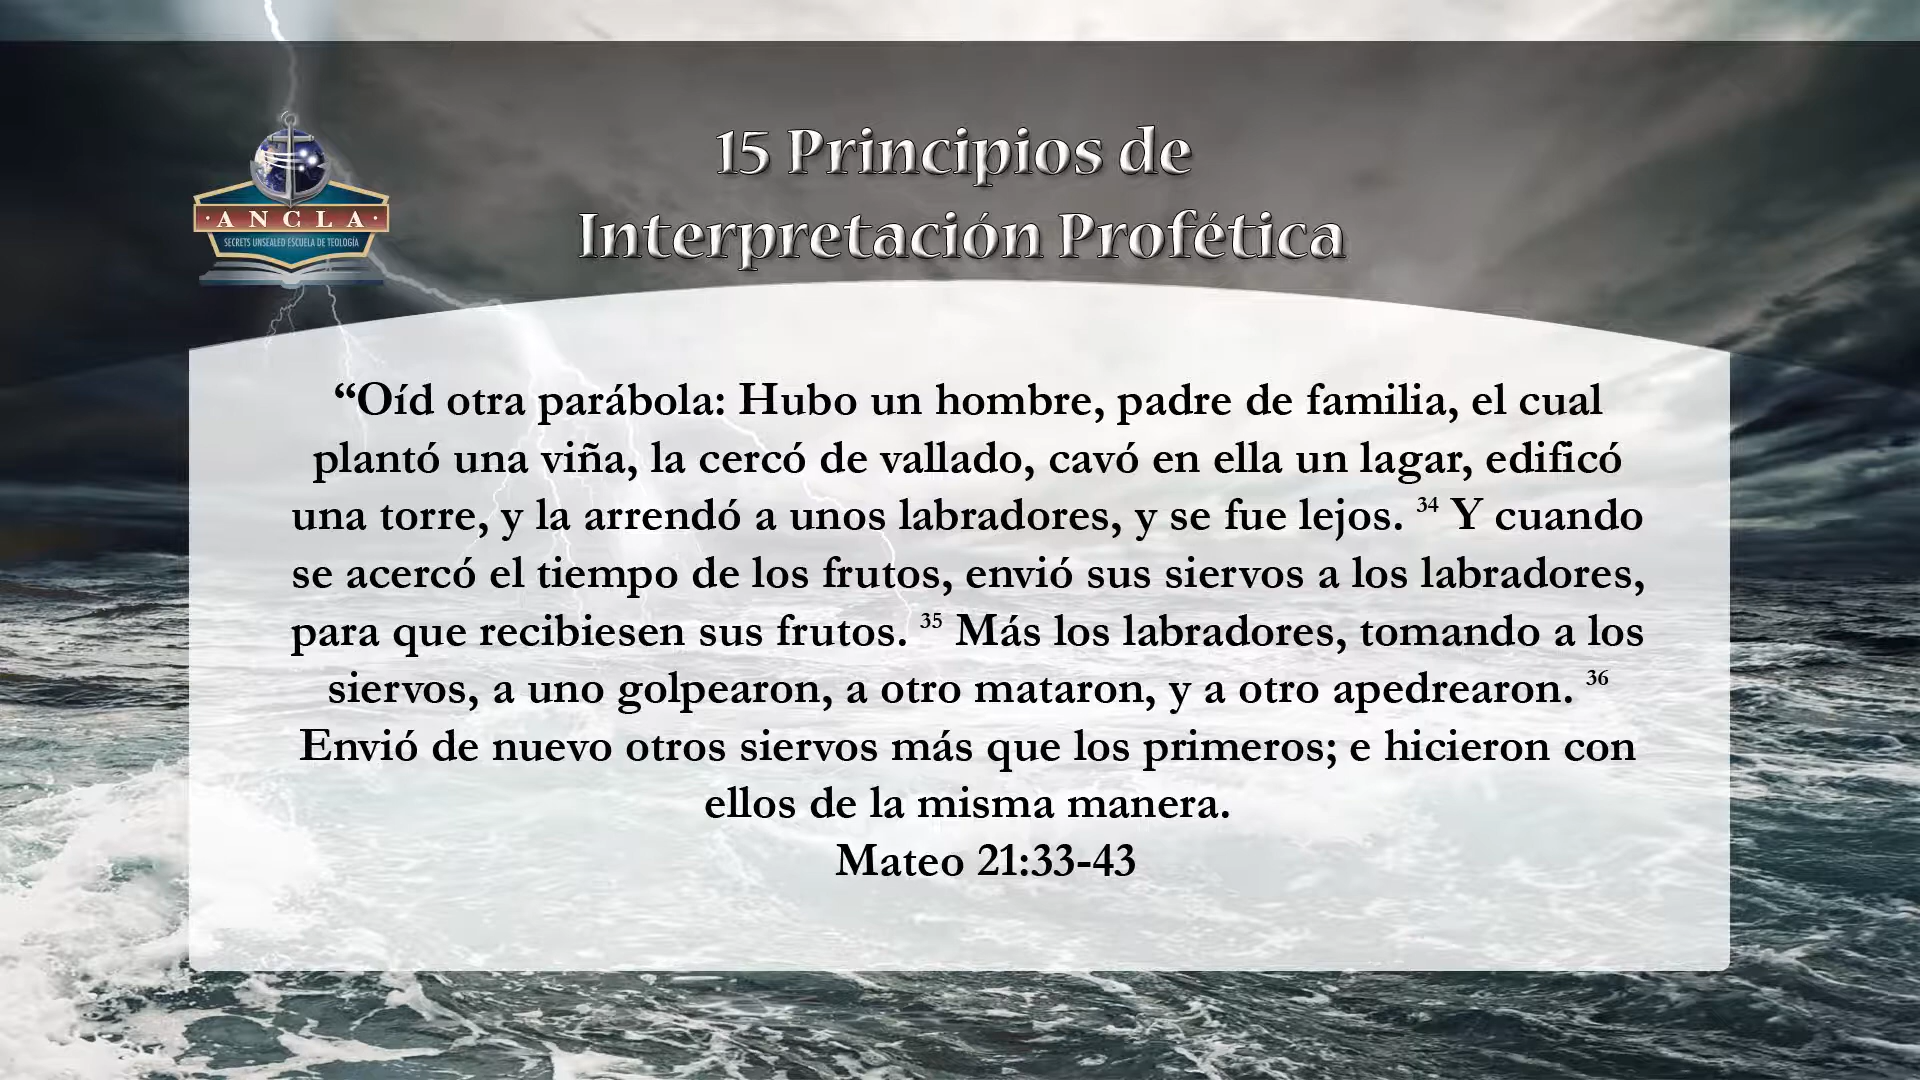 15 Principios de
Interpretación Profética
·ANCLA·
SECRETS UNSEALED ESCUELA DE TEOLOGÍA
“Oíd otra parábola: Hubo un hombre, padre de familia, el cual
plantó una viña, la cercó de vallado, cavó en ella un lagar, edificó
una torre, y la arrendó a unos labradores, y se fue lejos. 34 Y cuando
se acercó el tiempo de los frutos, envió sus siervos a los labradores,
para que recibiesen sus frutos. 35 Más los labradores, tomando a los
siervos, a uno golpearon, a otro mataron, y a otro apedrearon. 36
Envió de nuevo otros siervos más que los primeros; e hicieron con
ellos de la misma manera.
Mateo 21:33-43